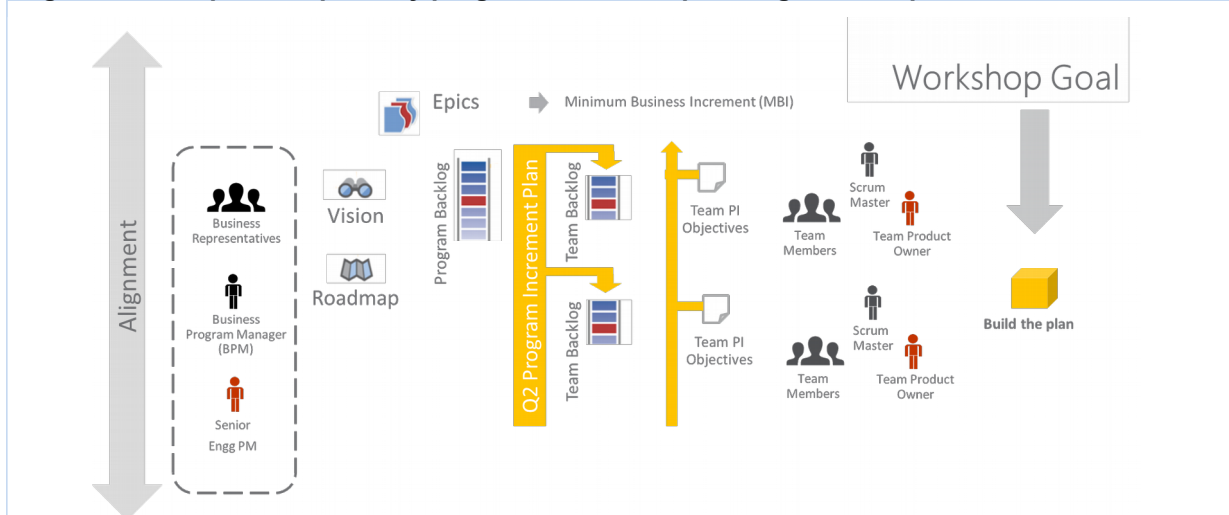 Workshop Goal
Epics
Minimum Business Increment (MBI)
Alignment
Business
Representatives
Business
Program Manager
(BPM)
Senior
Engg PM
Vision
Roadmap
Program Backlog
Q2 Program Increment Plan
Team Backlog
Team Backlog
Team PI
Objectives
Team PI
Objectives
Scrum
Master
Team
Members
Team Product
Owner
Scrum
Master
Team
Members
Team Product
Owner
Build the plan